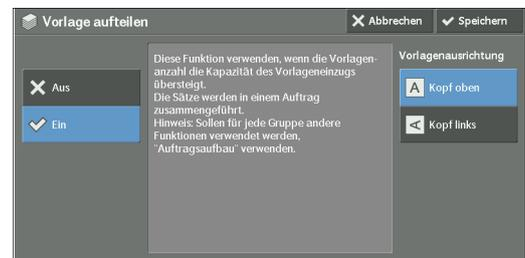 Vorlage aufteilen
Abbrechen
Speichern
Aus
Ein
Diese Funktion verwenden, wenn die Vorlagen-
anzahl die Kapazität des Vorlageneinzugs
übersteigt.
Die Sätze werden in einem Auftrag
zusammengeführt.
Hinweis: Sollen für jede Gruppe andere
Funktionen verwendet werden,
"Auftragsaufbau" verwenden.
Vorlagenausrichtung
A Kopf oben
A Kopf links